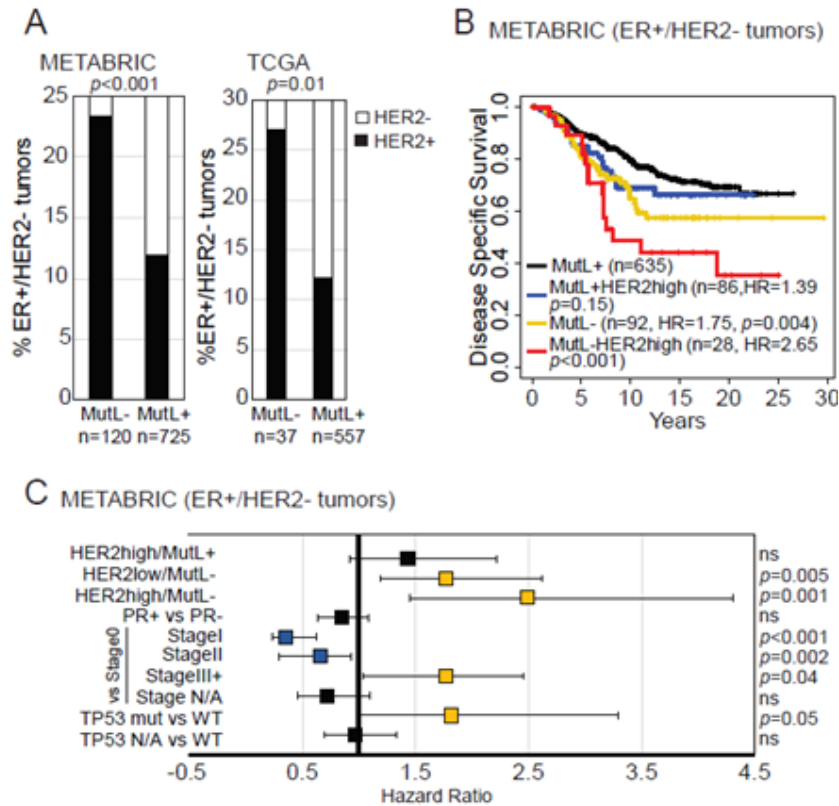 A
METABRIC
p<0.001
TCGA
p=0.01
HER2-
HER2+
% ER+/HER2- tumors
25
20
15
10
5
0
MutL- MutL+
n=120 n=725
%ER+/HER2- tumors
30
25
20
15
10
5
0
MutL- MutL+
n=37 n=557
B METABRIC (ER+/HER2- tumors)
Disease Specific Survival
1.0
0.8
0.6
0.4
0.2
0.0
MutL+ (n=635)
MutL+HER2high (n=86,HR=1.39
p=0.15)
MutL- (n=92, HR=1.75, p=0.004)
MutL-HER2high (n=28, HR=2.65
p<0.001)
0 5 10 15 20 25 30
Years
C METABRIC (ER+/HER2- tumors)
HER2high/MutL+ ns
HER2low/MutL- p=0.005
HER2high/MutL- p=0.001
PR+ vs PR- ns
vs Stage0
StageI p<0.001
StageII p=0.002
StageIII+ p=0.04
Stage N/A ns
TP53 mut vs WT p=0.05
TP53 N/A vs WT ns
-0.5 0.5 1.5 2.5 3.5 4.5
Hazard Ratio